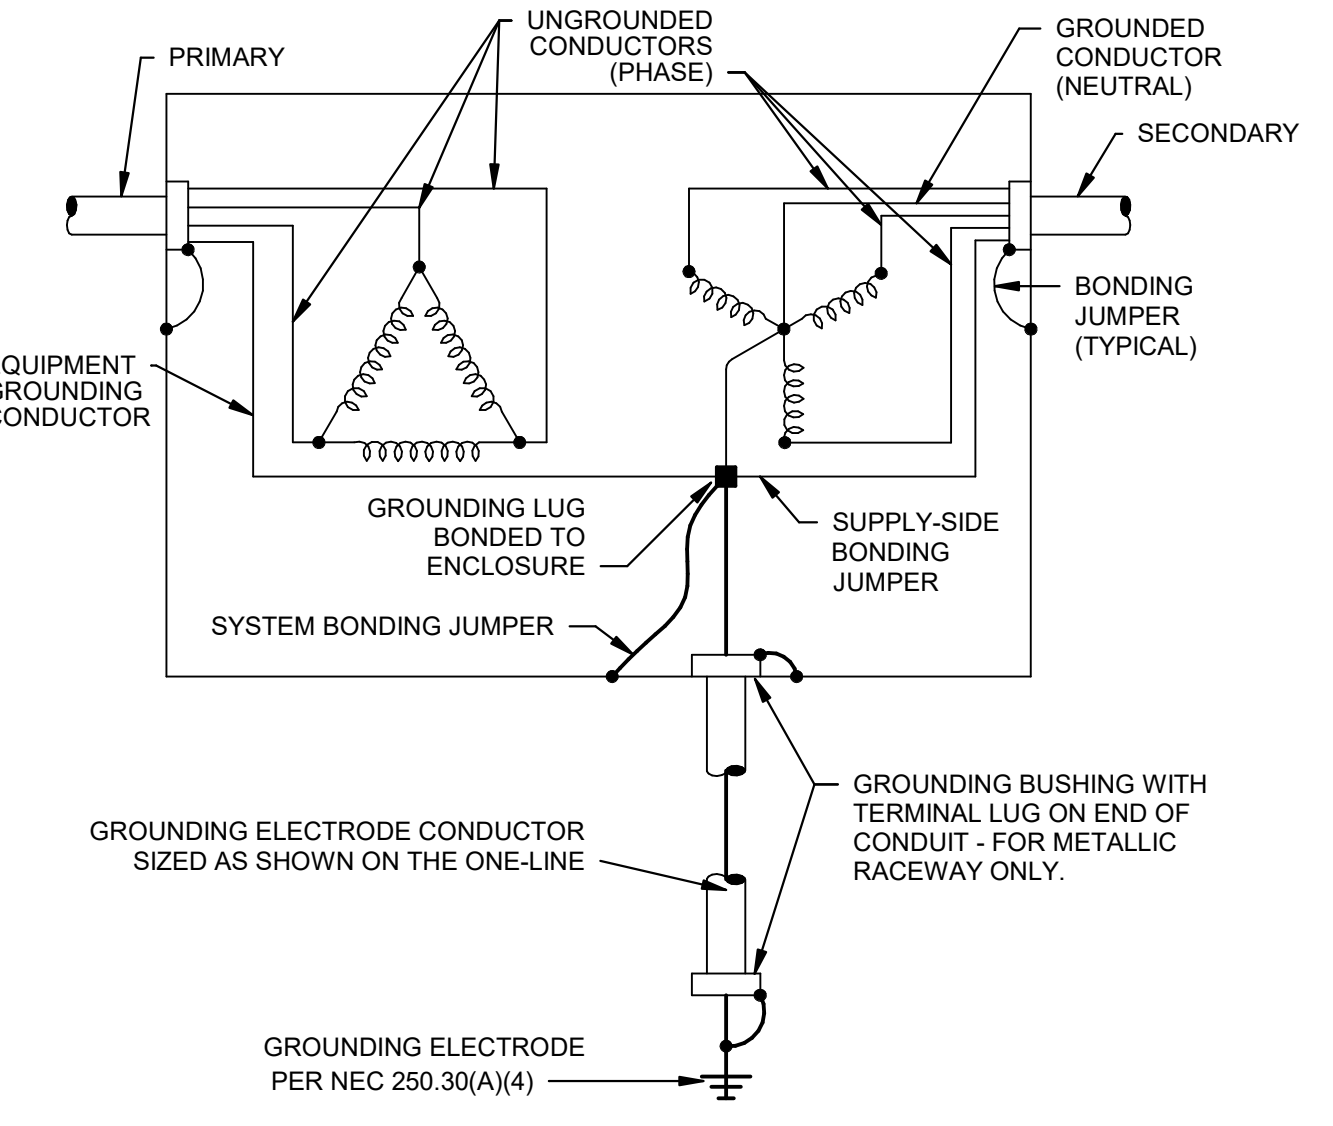 UNGROUNDED
CONDUCTORS
(PHASE)
GROUNDED
CONDUCTOR
(NEUTRAL)
PRIMARY
SECONDARY
BONDING
JUMPER
(TYPICAL)
QUIPMENT
GROUNDING
CONDUCTOR
GROUNDING LUG
BONDED TO
ENCLOSURE
SUPPLY-SIDE
BONDING
JUMPER
SYSTEM BONDING JUMPER
GROUNDING BUSHING WITH
TERMINAL LUG ON END OF
CONDUIT - FOR METALLIC
RACEWAY ONLY.
GROUNDING ELECTRODE CONDUCTOR
SIZED AS SHOWN ON THE ONE-LINE
GROUNDING ELECTRODE
PER NEC 250.30(A)(4)